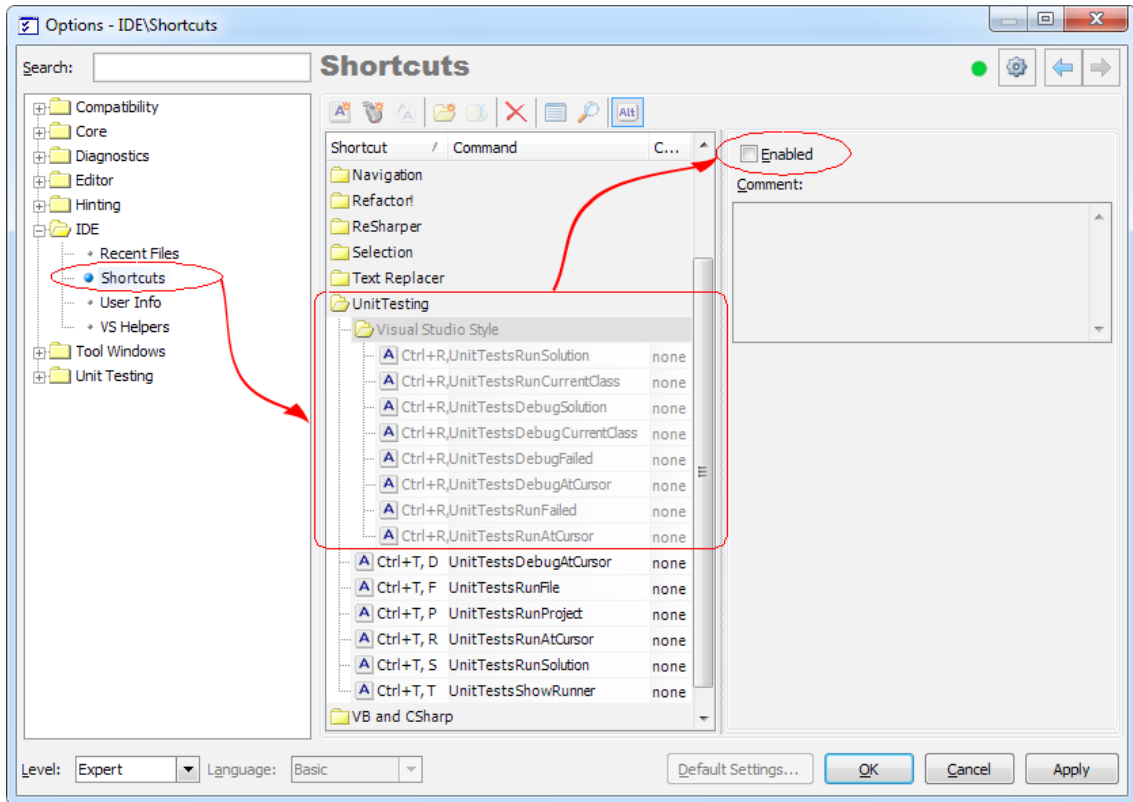 Options - IDE\Shortcuts
Search:
Shortcuts
Compatibility
Core
Diagnostics
Editor
Hinting
IDE
Recent Files
Shortcuts
User Info
VS Helpers
Tool Windows
Unit Testing
Alt
Shortcut / Command C...
Navigation
Refactor!
ReSharper
Selection
Text Replacer
UnitTesting
Visual Studio Style
A Ctrl+R, UnitTestsRunSolution none
A Ctrl+R, UnitTestsRunCurrentClass none
A Ctrl+R, UnitTestsDebugSolution none
A Ctrl+R, UnitTestsDebugCurrentClass none
A Ctrl+R, UnitTestsDebugFailed none
A Ctrl+R, UnitTestsDebugAtCursor none
A Ctrl+R, UnitTestsRunFailed none
A Ctrl+R, UnitTestsRunAtCursor none
A Ctrl+T, D UnitTestsDebugAtCursor none
A Ctrl+T, F UnitTestsRunFile none
A Ctrl+T, P UnitTestsRunProject none
A Ctrl+T, R UnitTestsRunAtCursor none
A Ctrl+T, S UnitTestsRunSolution none
A Ctrl+T, T UnitTestsShowRunner none
VB and CSharp
Enabled
Comment:
Level: Expert Language: Basic Default Settings... OK Cancel Apply